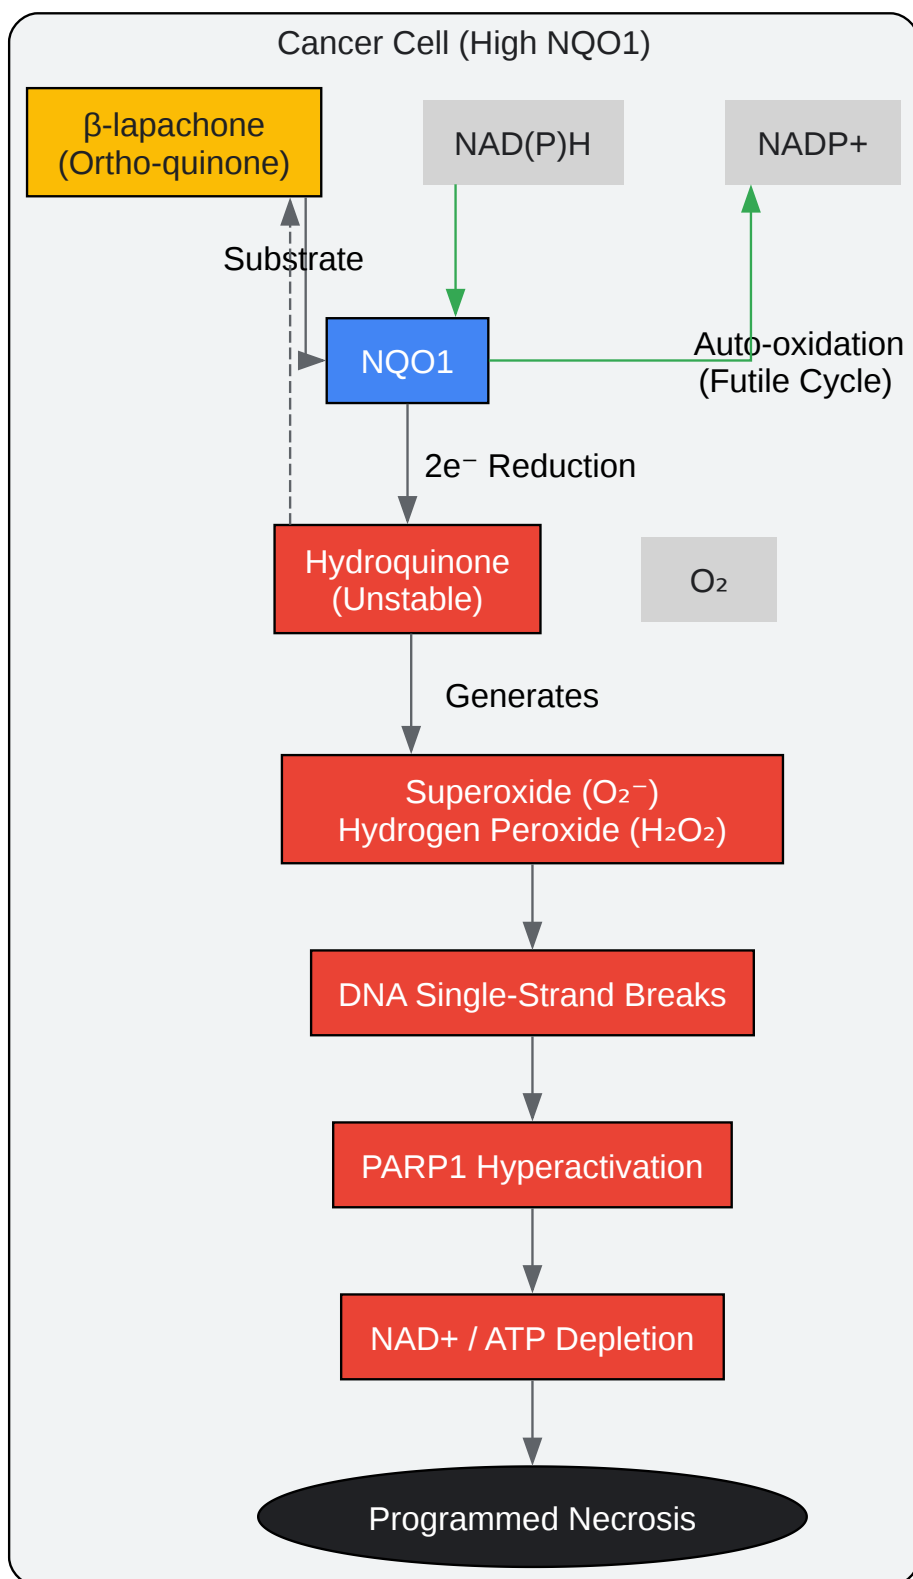 Cancer Cell (High NQO1)
β-lapachone
(Ortho-quinone)
NAD(P)H
NADP+
Substrate
NQO1
Auto-oxidation
(Futile Cycle)
2e⁻ Reduction
Hydroquinone
(Unstable)
O₂
Generates
Superoxide (O₂⁻)
Hydrogen Peroxide (H₂O₂)
DNA Single-Strand Breaks
PARP1 Hyperactivation
NAD+ / ATP Depletion
Programmed Necrosis